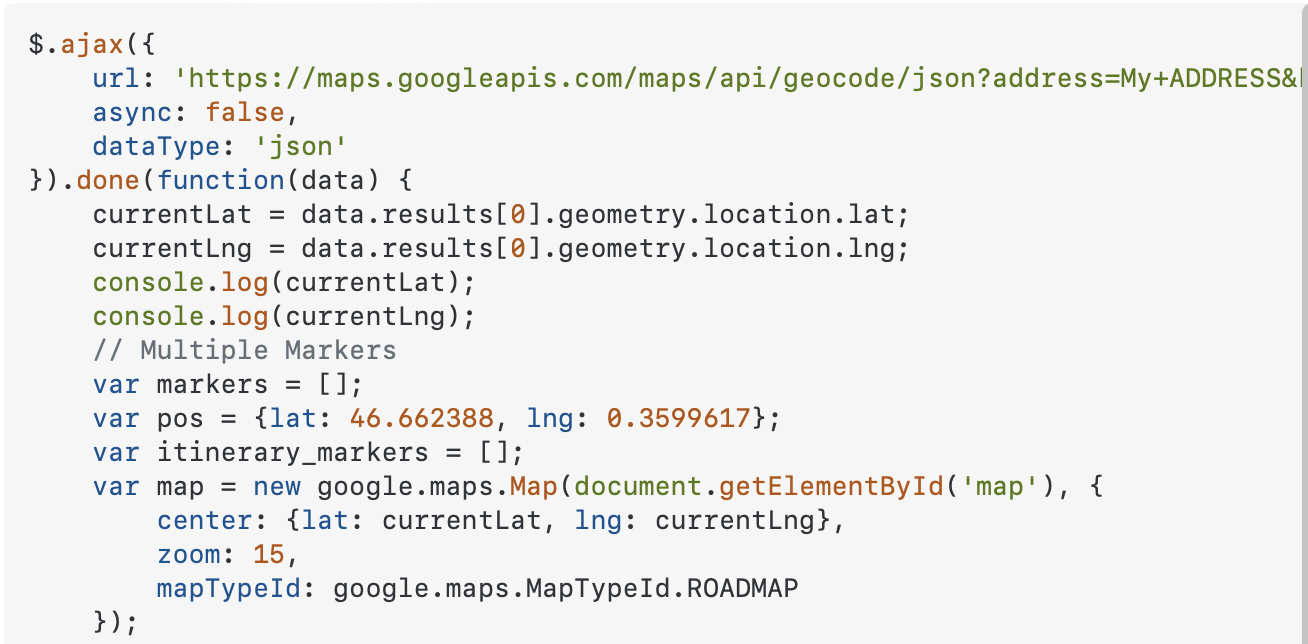 $.ajax({
    url: 'https://maps.googleapis.com/maps/api/geocode/json?address=My+ADDRESS&
    async: false,
    dataType: 'json'
}).done(function(data) {
    currentLat = data.results[0].geometry.location.lat;
    currentLng = data.results[0].geometry.location.lng;
    console.log(currentLat);
    console.log(currentLng);
    // Multiple Markers
    var markers = [];
    var pos = {lat: 46.662388, lng: 0.3599617};
    var itinerary_markers = [];
    var map = new google.maps.Map(document.getElementById('map'), {
        center: {lat: currentLat, lng: currentLng},
        zoom: 15,
        mapTypeId: google.maps.MapTypeId.ROADMAP
    });